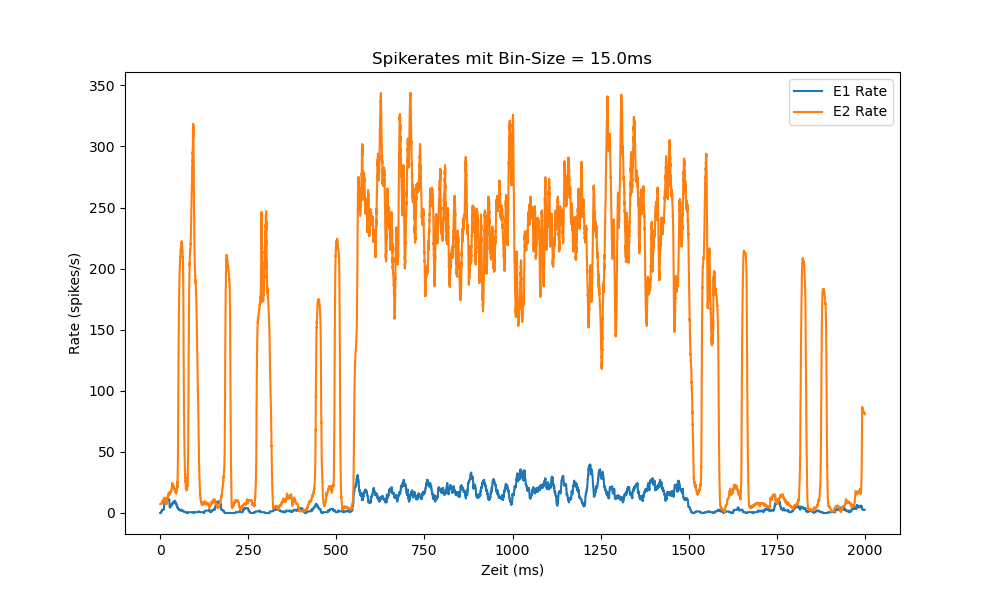 Spikerates mit Bin-Size = 15.0ms
E1 Rate
E2 Rate
Rate (spikes/s)
350
300
250
200
150
100
50
0
0 250 500 750 1000 1250 1500 1750 2000
Zeit (ms)